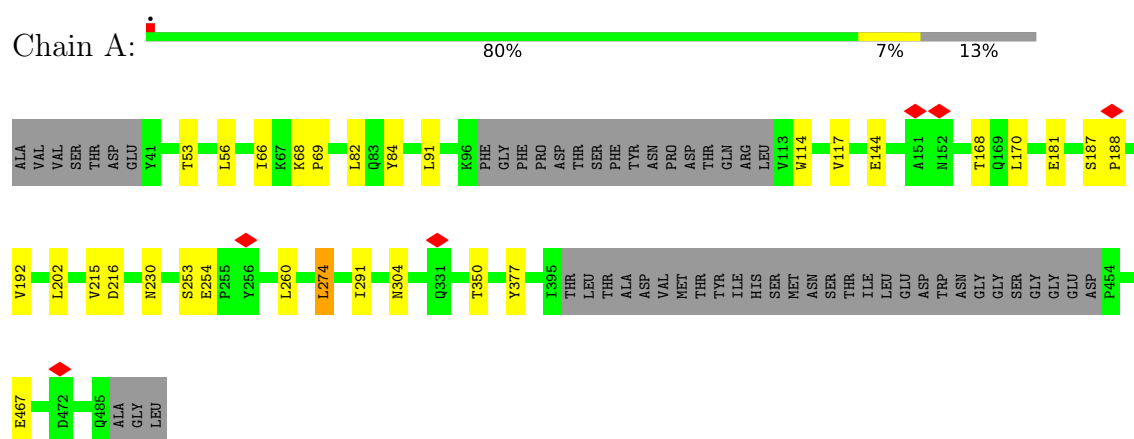 Chain A:
80% 7% 13%
ALA VAL VAL SER THR ASP GLU Y41 T53 L56 I66 K67 K68 P69 L82 Q83 Y84 L91 K96 PHE GLY PHE PRO ASP THR SER PHE TYR ASN PRO ASP THR GLN ARG LEU V113 W114 V117 E144 A151 N152 T168 Q169 L170 E181 S187 P188
V192 L202 V215 D216 N230 S253 E254 P255 Y256 L260 L274 I291 N304 Q331 T350 Y377 I395 THR LEU THR ALA ASP VAL MET THR TYR ILE HIS SER MET ASN SER THR ILE LEU GLU ASP TRP ASN GLY GLY SER GLY GLY GLU ASP P454
E467 D472 Q485 ALA GLY LEU